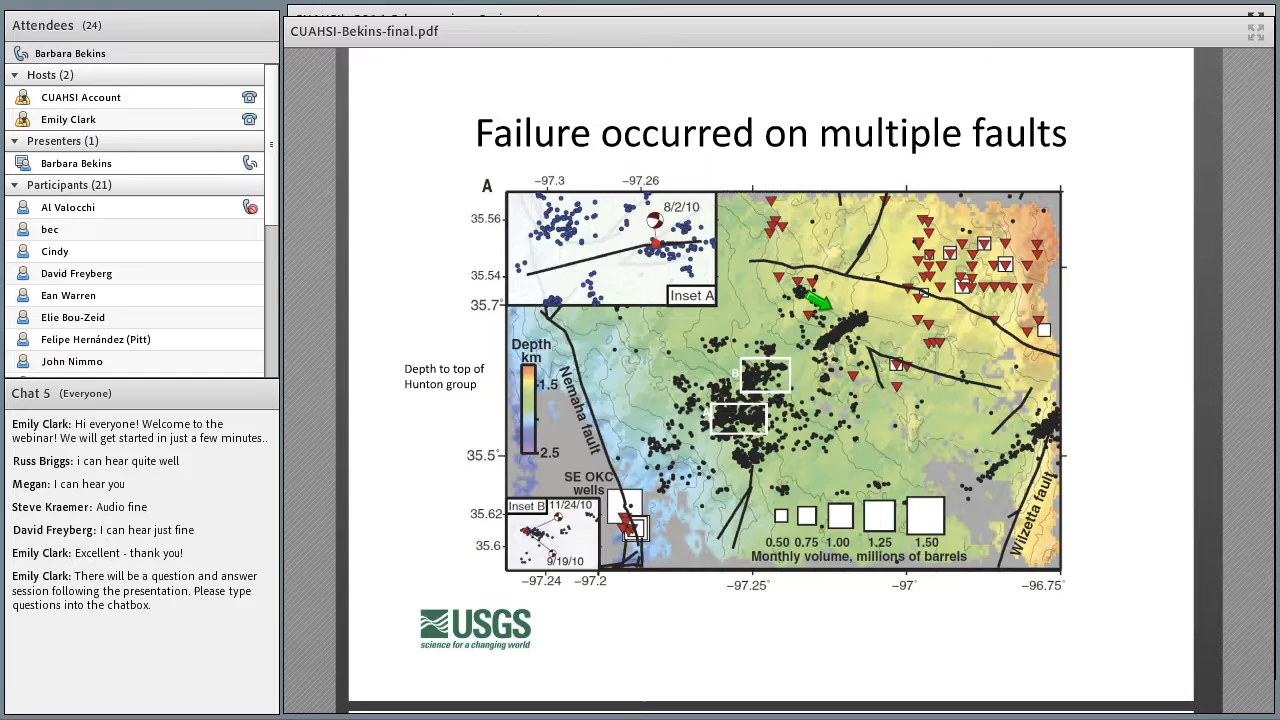 Attendees (24)
Barbara Bekins
Hosts (2)
CUAHSI Account
Emily Clark
Presenters (1)
Barbara Bekins
Participants (21)
Al Valocchi
bec
Cindy
David Freyberg
Ean Warren
Elie Bou-Zeid
Felipe Hernández (Pitt)
John Nimmo
Chat 5 (Everyone)
Emily Clark: Hi everyone! Welcome to the
webinar! We will get started in just a few minutes..
Russ Briggs: i can hear quite well
Megan: I can hear you
Steve Kraemer: Audio fine
David Freyberg: I can hear just fine
Emily Clark: Excellent - thank you!
Emily Clark: There will be a question and answer
session following the presentation. Please type
questions into the chatbox.
CUAHSI-Bekins-final.pdf
Failure occurred on multiple faults
A
−97.3 −97.26
35.56
35.54
35.7°
8/2/10
Inset A
Depth to top of
Hunton group
Depth
km
1.5
2.5
Nemaha fault
B
35.5°
SE OKC
wells
Inset B 11/24/10
35.62
35.6
9/19/10
−97.24 −97.2
0.50 0.75 1.00 1.25 1.50
Monthly volume, millions of barrels
Wilzetta fault
−97.25° −97° −96.75
USGS
science for a changing world